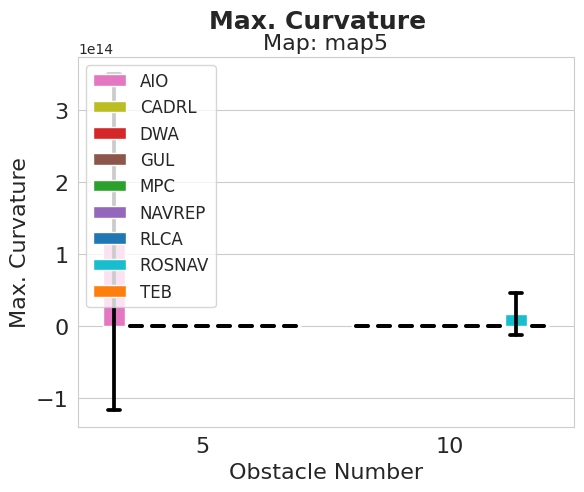 Max. Curvature
Map: map5
1e14
AIO
CADRL
DWA
GUL
MPC
NAVREP
RLCA
ROSNAV
TEB
3
2
1
0
−1
Max. Curvature
5 10
Obstacle Number